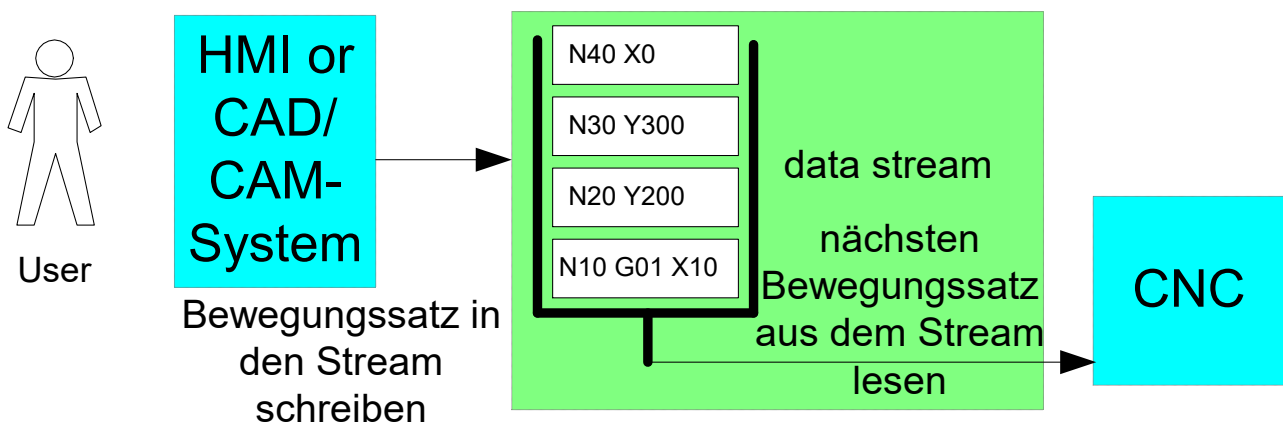 User
HMI or
CAD/
CAM-
System
Bewegungssatz in
den Stream
schreiben
N40 X0
N30 Y300
N20 Y200
N10 G01 X10
data stream
nächsten
Bewegungssatz
aus dem Stream
lesen
CNC